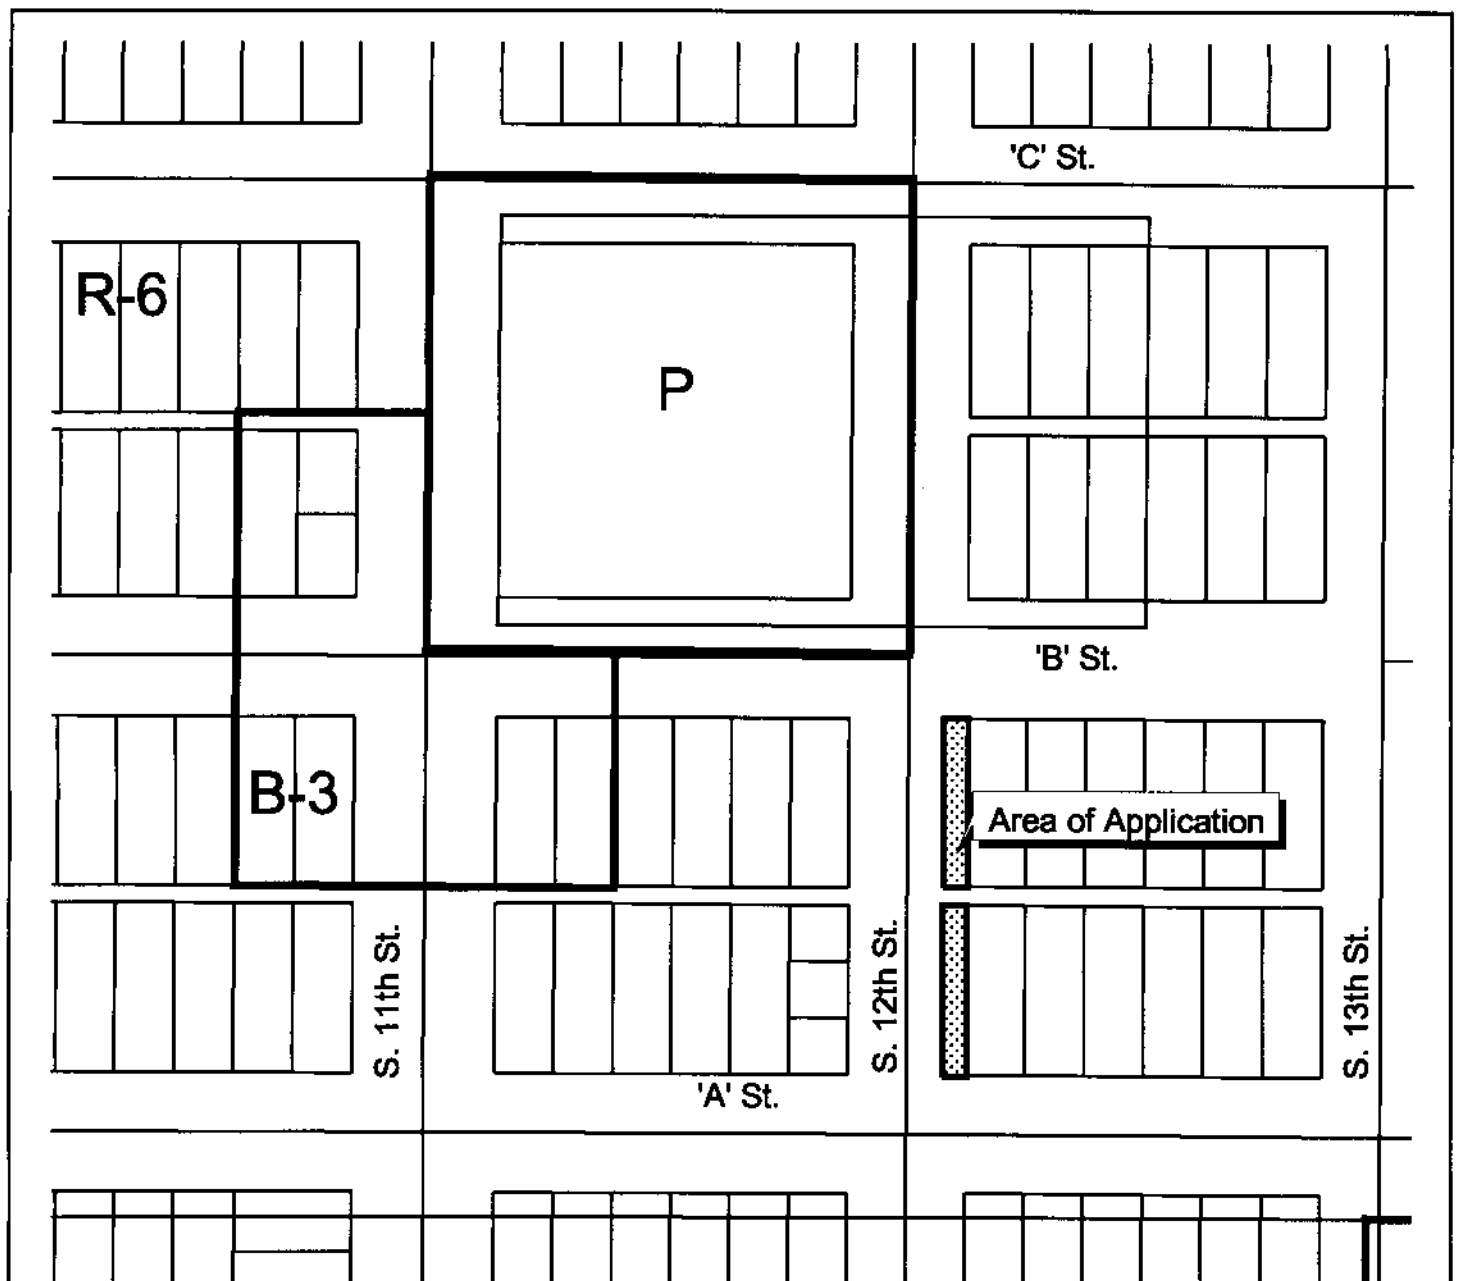 'C' St.
R-6
P
'B' St.
B-3
Area of Application
S. 11th St.
S. 12th St.
S. 13th St.
'A' St.